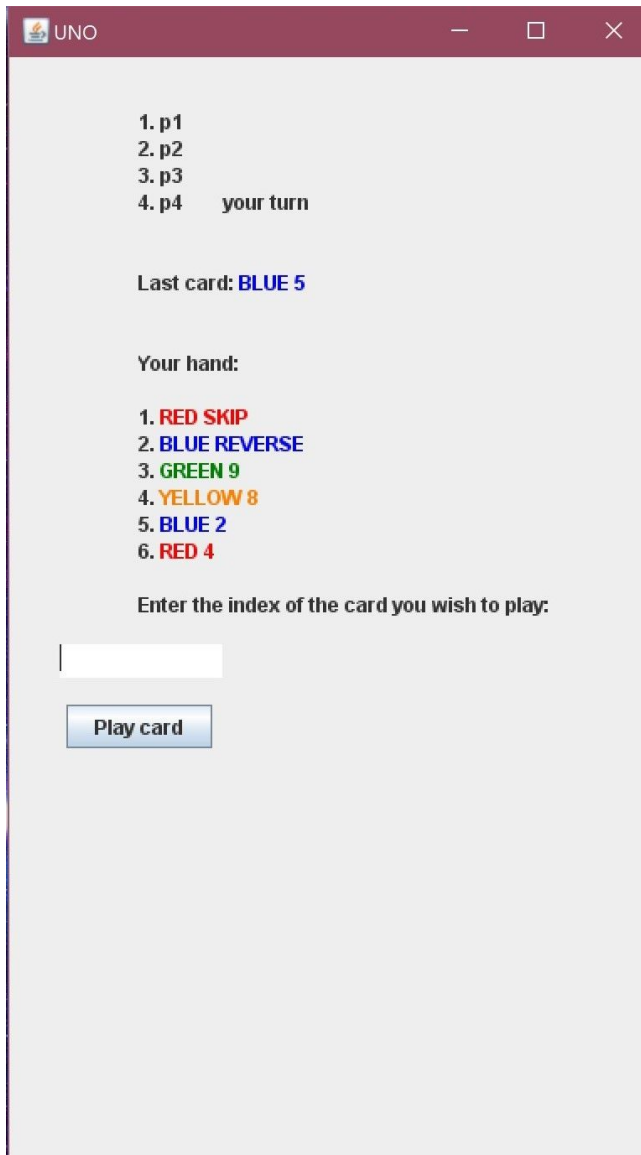 UNO
1. p1
2. p2
3. p3
4. p4 your turn
Last card: BLUE 5
Your hand:
1. RED SKIP
2. BLUE REVERSE
3. GREEN 9
4. YELLOW 8
5. BLUE 2
6. RED 4
Enter the index of the card you wish to play:
Play card